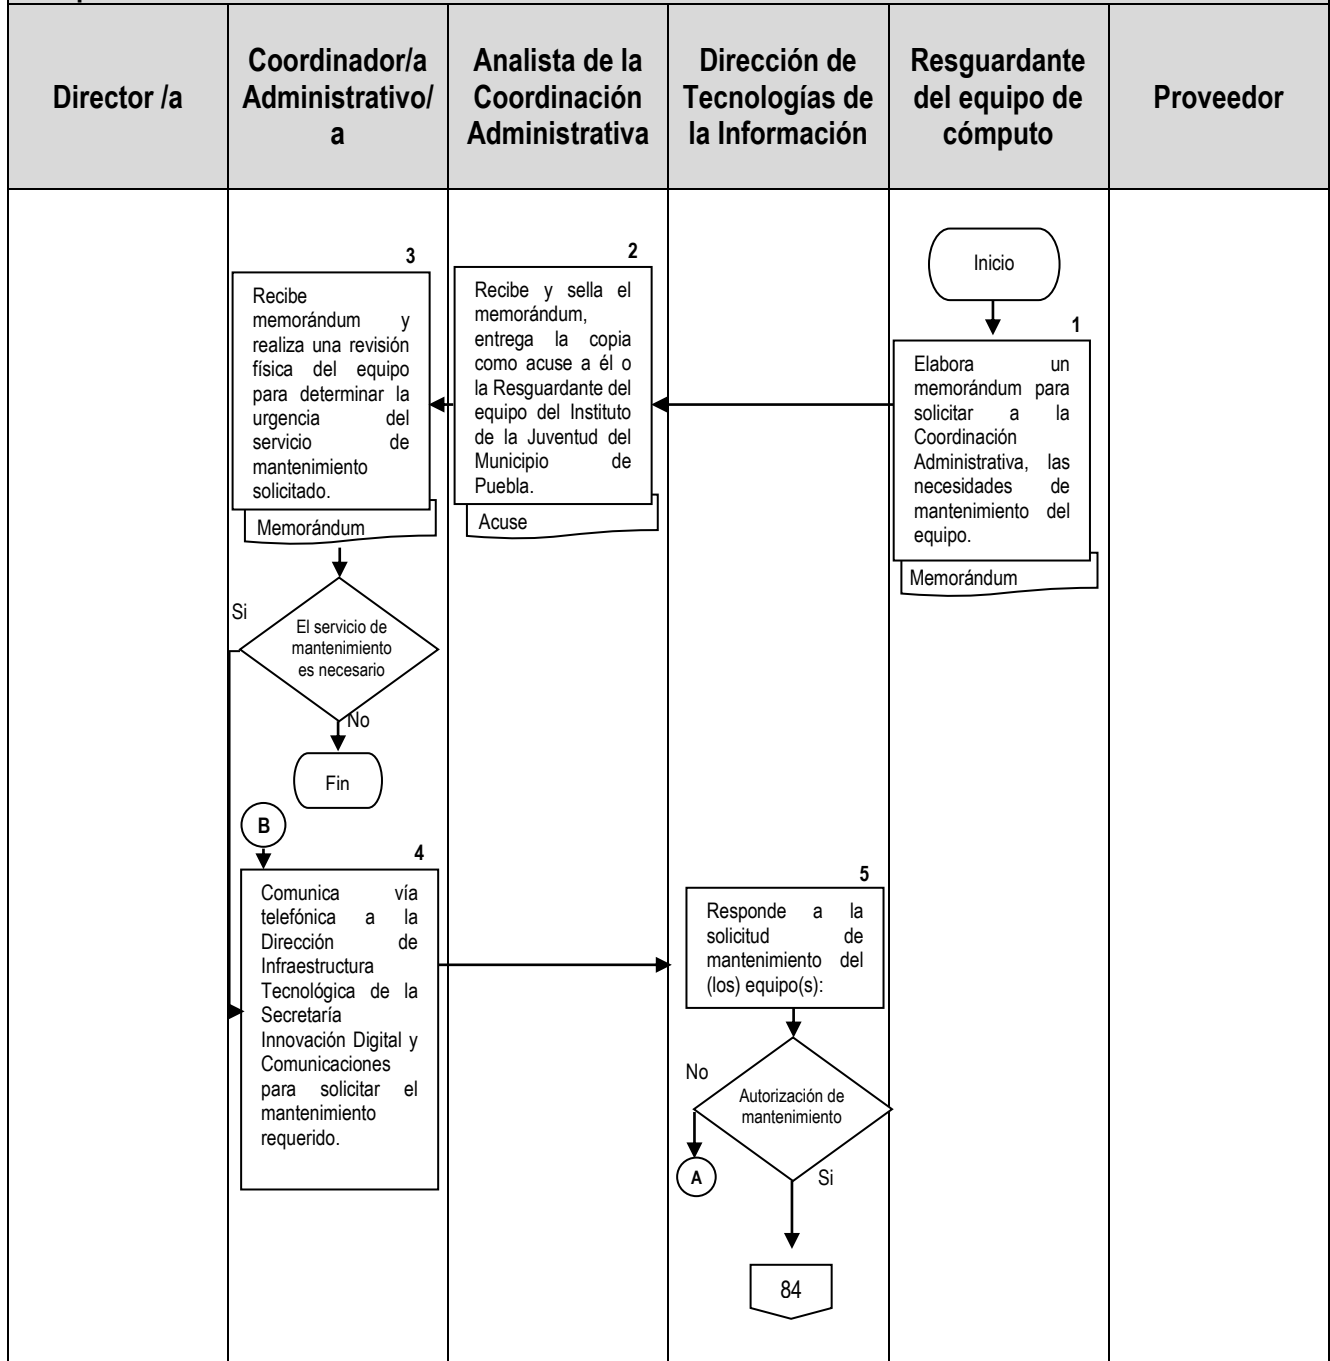 Director /a
Coordinador/a
Administrativo/
a
Analista de la
Coordinación
Administrativa
Dirección de
Tecnologías de
la Información
Resguardante
del equipo de
cómputo
Proveedor
Inicio
1
Elabora un
memorándum para
solicitar a la
Coordinación
Administrativa, las
necesidades de
mantenimiento del
equipo.
Memorándum
2
Recibe y sella el
memorándum,
entrega la copia
como acuse a él o
la Resguardante del
equipo del Instituto
de la Juventud del
Municipio de
Puebla.
Acuse
3
Recibe
memorándum y
realiza una revisión
física del equipo
para determinar la
urgencia del
servicio de
mantenimiento
solicitado.
Memorándum
Si
El servicio de
mantenimiento
es necesario
No
Fin
B
4
Comunica vía
telefónica a la
Dirección de
Infraestructura
Tecnológica de la
Secretaría
Innovación Digital y
Comunicaciones
para solicitar el
mantenimiento
requerido.
5
Responde a la
solicitud de
mantenimiento del
(los) equipo(s):
No
Autorización de
mantenimiento
A
Si
84